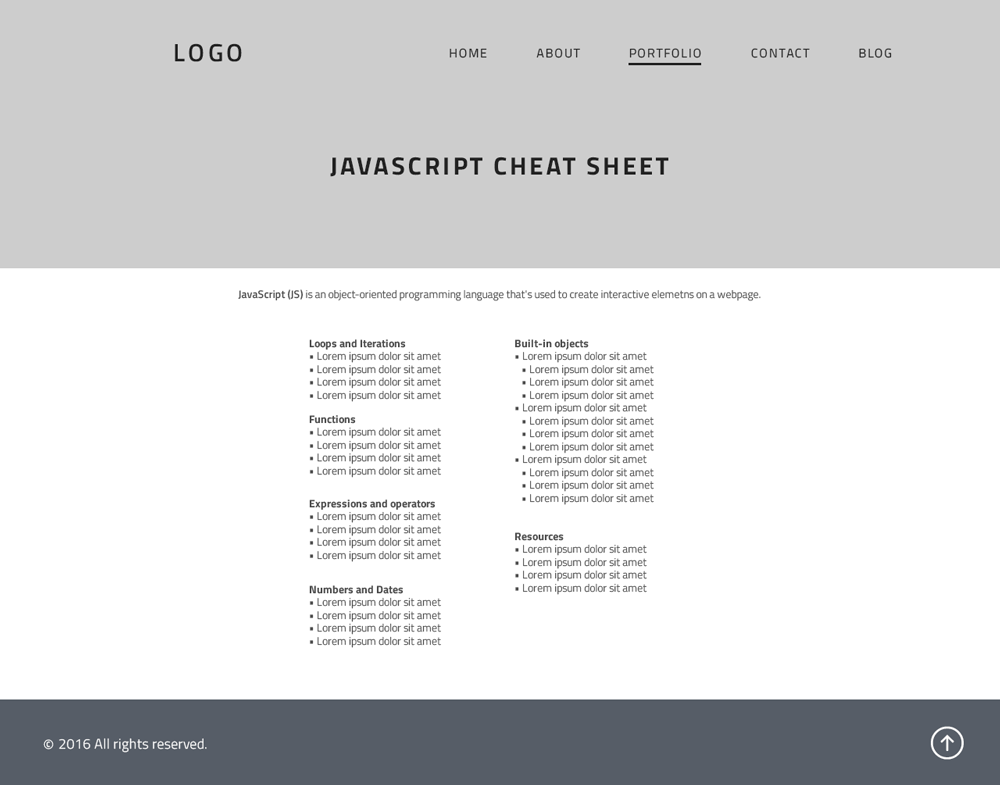 LOGO
HOME ABOUT PORTFOLIO CONTACT BLOG
JAVASCRIPT CHEAT SHEET
JavaScript (JS) is an object-oriented programming language that's used to create interactive elemetns on a webpage.
Loops and Iterations
▪ Lorem ipsum dolor sit amet
▪ Lorem ipsum dolor sit amet
▪ Lorem ipsum dolor sit amet
▪ Lorem ipsum dolor sit amet
Functions
▪ Lorem ipsum dolor sit amet
▪ Lorem ipsum dolor sit amet
▪ Lorem ipsum dolor sit amet
▪ Lorem ipsum dolor sit amet
Expressions and operators
▪ Lorem ipsum dolor sit amet
▪ Lorem ipsum dolor sit amet
▪ Lorem ipsum dolor sit amet
▪ Lorem ipsum dolor sit amet
Numbers and Dates
▪ Lorem ipsum dolor sit amet
▪ Lorem ipsum dolor sit amet
▪ Lorem ipsum dolor sit amet
▪ Lorem ipsum dolor sit amet
Built-in objects
▪ Lorem ipsum dolor sit amet
▪ Lorem ipsum dolor sit amet
▪ Lorem ipsum dolor sit amet
▪ Lorem ipsum dolor sit amet
▪ Lorem ipsum dolor sit amet
▪ Lorem ipsum dolor sit amet
▪ Lorem ipsum dolor sit amet
▪ Lorem ipsum dolor sit amet
▪ Lorem ipsum dolor sit amet
▪ Lorem ipsum dolor sit amet
▪ Lorem ipsum dolor sit amet
▪ Lorem ipsum dolor sit amet
Resources
▪ Lorem ipsum dolor sit amet
▪ Lorem ipsum dolor sit amet
▪ Lorem ipsum dolor sit amet
▪ Lorem ipsum dolor sit amet
© 2016 All rights reserved.